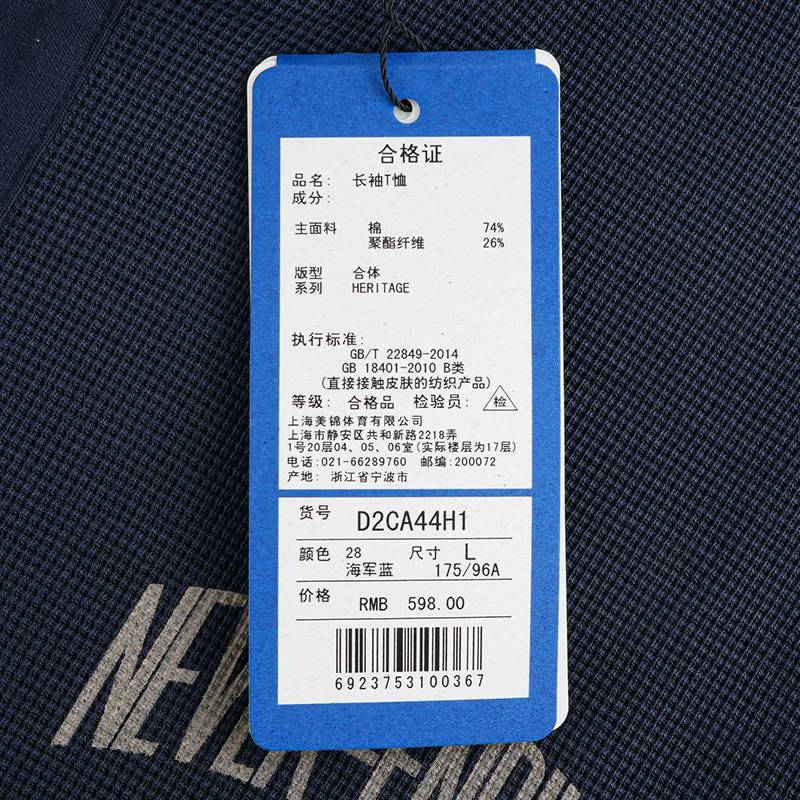 合格证
品名: 长袖T恤
成分:
主面料 棉 74%
聚酯纤维 26%
版型 合体
系列 HERITAGE
执行标准:
GB/T 22849-2014
GB 18401-2010 B类
(直接接触皮肤的纺织产品)
等级: 合格品 检验员: 检
上海美锦体育有限公司
上海市静安区共和新路2218弄
1号20层04、05、06室(实际楼层为17层)
电话:021-66289760 邮编:200072
产地: 浙江省宁波市
货号 D2CA44H1
颜色 28 尺寸 L
海军蓝 175/96A
价格 RMB 598.00
6923753100367
NEVER